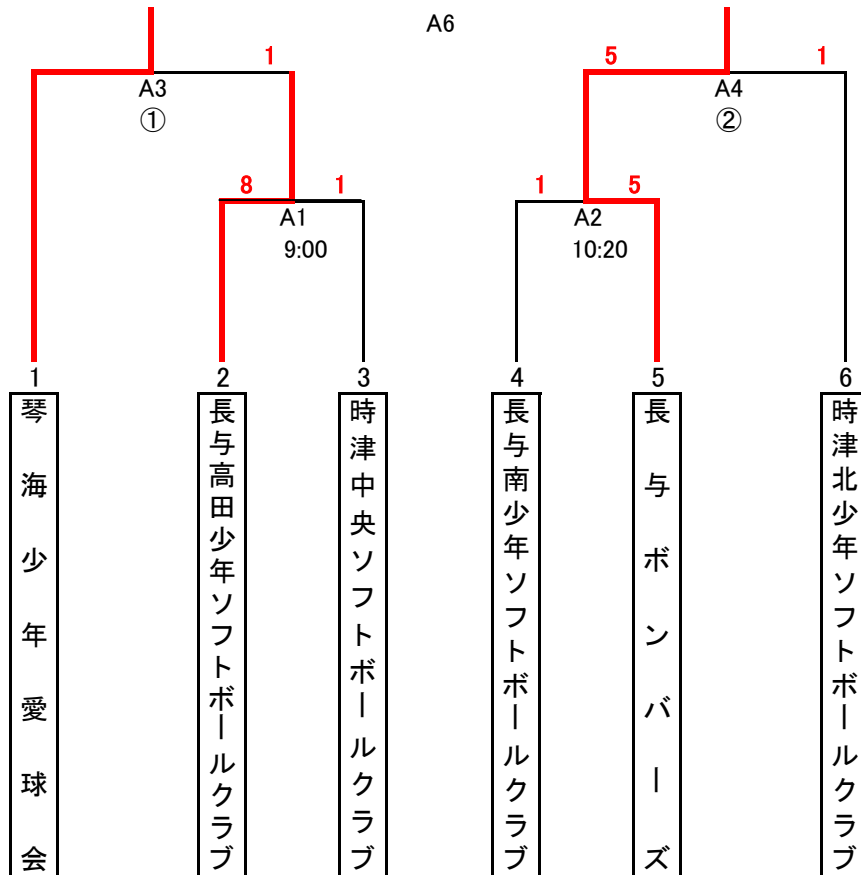 A6
1
5
1
A3
A4
①
②
8
1
1
5
A1
A2
9:00
10:20
1
2
3
4
5
6
琴海少年愛球会
長与高田少年ソフトボールクラブ
時津中央ソフトボールクラブ
長与南少年ソフトボールクラブ
長与ボンバーズ
時津北少年ソフトボールクラブ